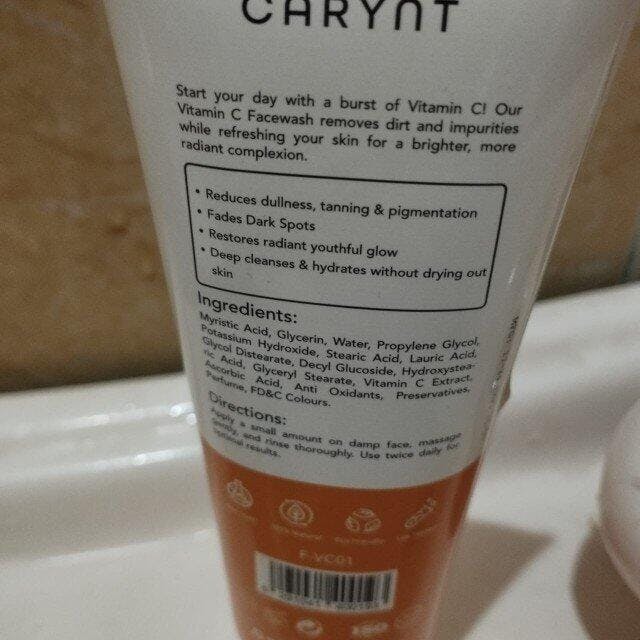 CARYNT
Start your day with a burst of Vitamin C! Our
Vitamin C Facewash removes dirt and impurities
while refreshing your skin for a brighter, more
radiant complexion.
• Reduces dullness, tanning & pigmentation
• Fades Dark Spots
• Restores radiant youthful glow
• Deep cleanses & hydrates without drying out
skin
Ingredients:
Myristic Acid, Glycerin, Water, Propylene Glycol,
Potassium Hydroxide, Stearic Acid, Lauric Acid,
Glycol Distearate, Decyl Glucoside, Hydroxystea-
ric Acid, Glyceryl Stearate, Vitamin C Extract,
Ascorbic Acid, Anti Oxidants, Preservatives,
Perfume, FD&C Colours.
Directions:
Apply a small amount on damp face, massage
gently, and rinse thoroughly. Use twice daily for
optimal results.
F-VC01